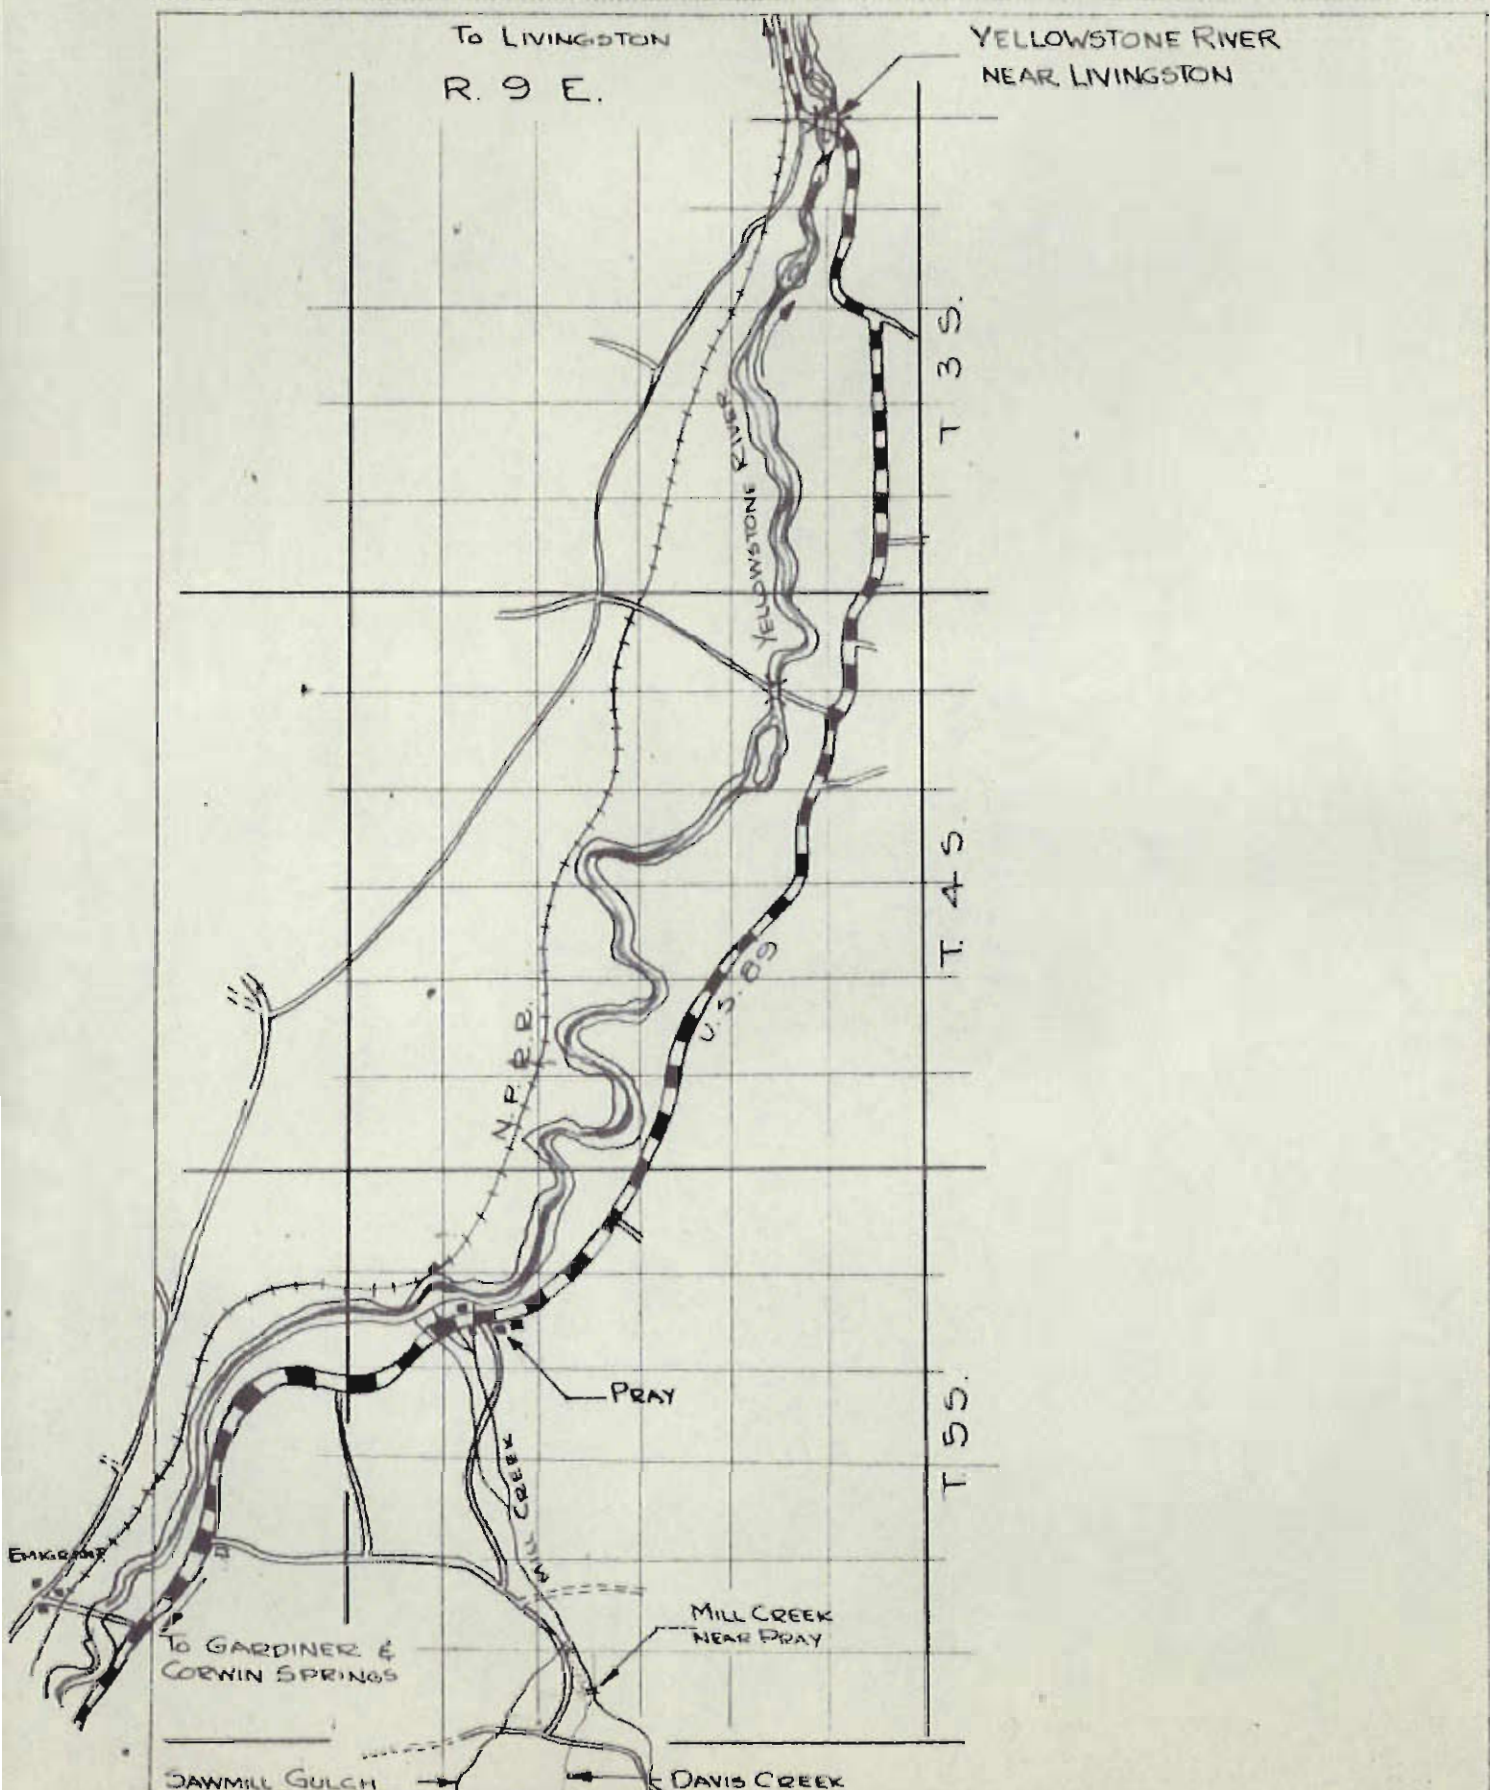 TO LIVINGSTON
R. 9 E.
YELLOWSTONE RIVER
NEAR LIVINGSTON
T 3 S.
YELLOWSTONE RIVER
T. 4 S
U.S. 89
N.P. R.R.
PRAY
T. 5 S.
MILL CREEK
EMIGRANT
MILL CREEK
NEAR PRAY
TO GARDINER &
CORWIN SPRINGS
SAWMILL GULCH
DAVIS CREEK